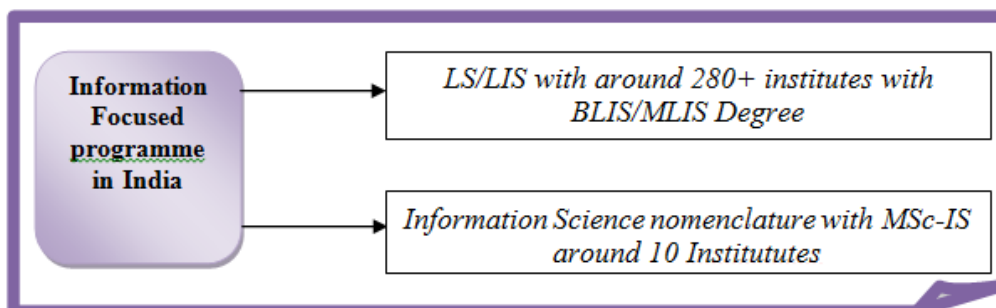 Information
Focused
programme
in India
LS/LIS with around 280+ institutes with
BLIS/MLIS Degree
Information Science nomenclature with MSc-IS
around 10 Institututes